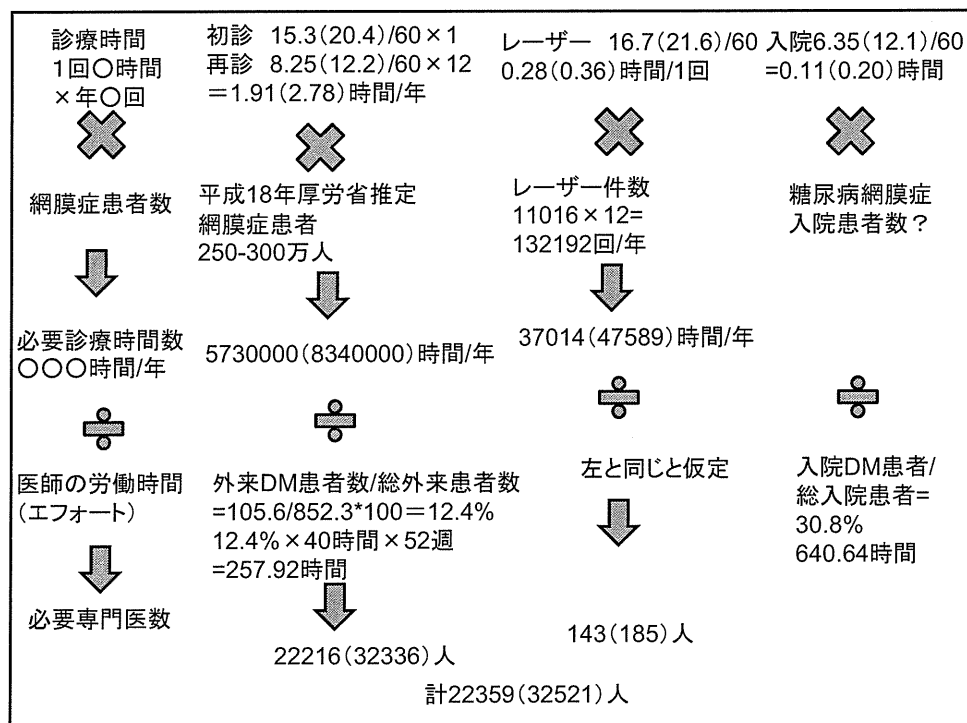 診療時間
1回〇時間
×年〇回
網膜症患者数
必要診療時間数
〇〇〇時間/年
医師の労働時間
(エフォート)
必要専門医数
初診 15.3(20.4)/60×1
再診 8.25(12.2)/60×12
=1.91(2.78)時間/年
平成18年厚労省推定
網膜症患者
250-300万人
5730000(8340000)時間/年
外来DM患者数/総外来患者数
=105.6/852.3*100=12.4%
12.4%×40時間×52週
=257.92時間
22216(32336)人
レーザー 16.7(21.6)/60
0.28(0.36)時間/1回
レーザー件数
11016×12=
132192回/年
37014(47589)時間/年
左と同じと仮定
143(185)人
入院6.35(12.1)/60
=0.11(0.20)時間
糖尿病網膜症
入院患者数?
入院DM患者/
総入院患者=
30.8%
640.64時間
計22359(32521)人